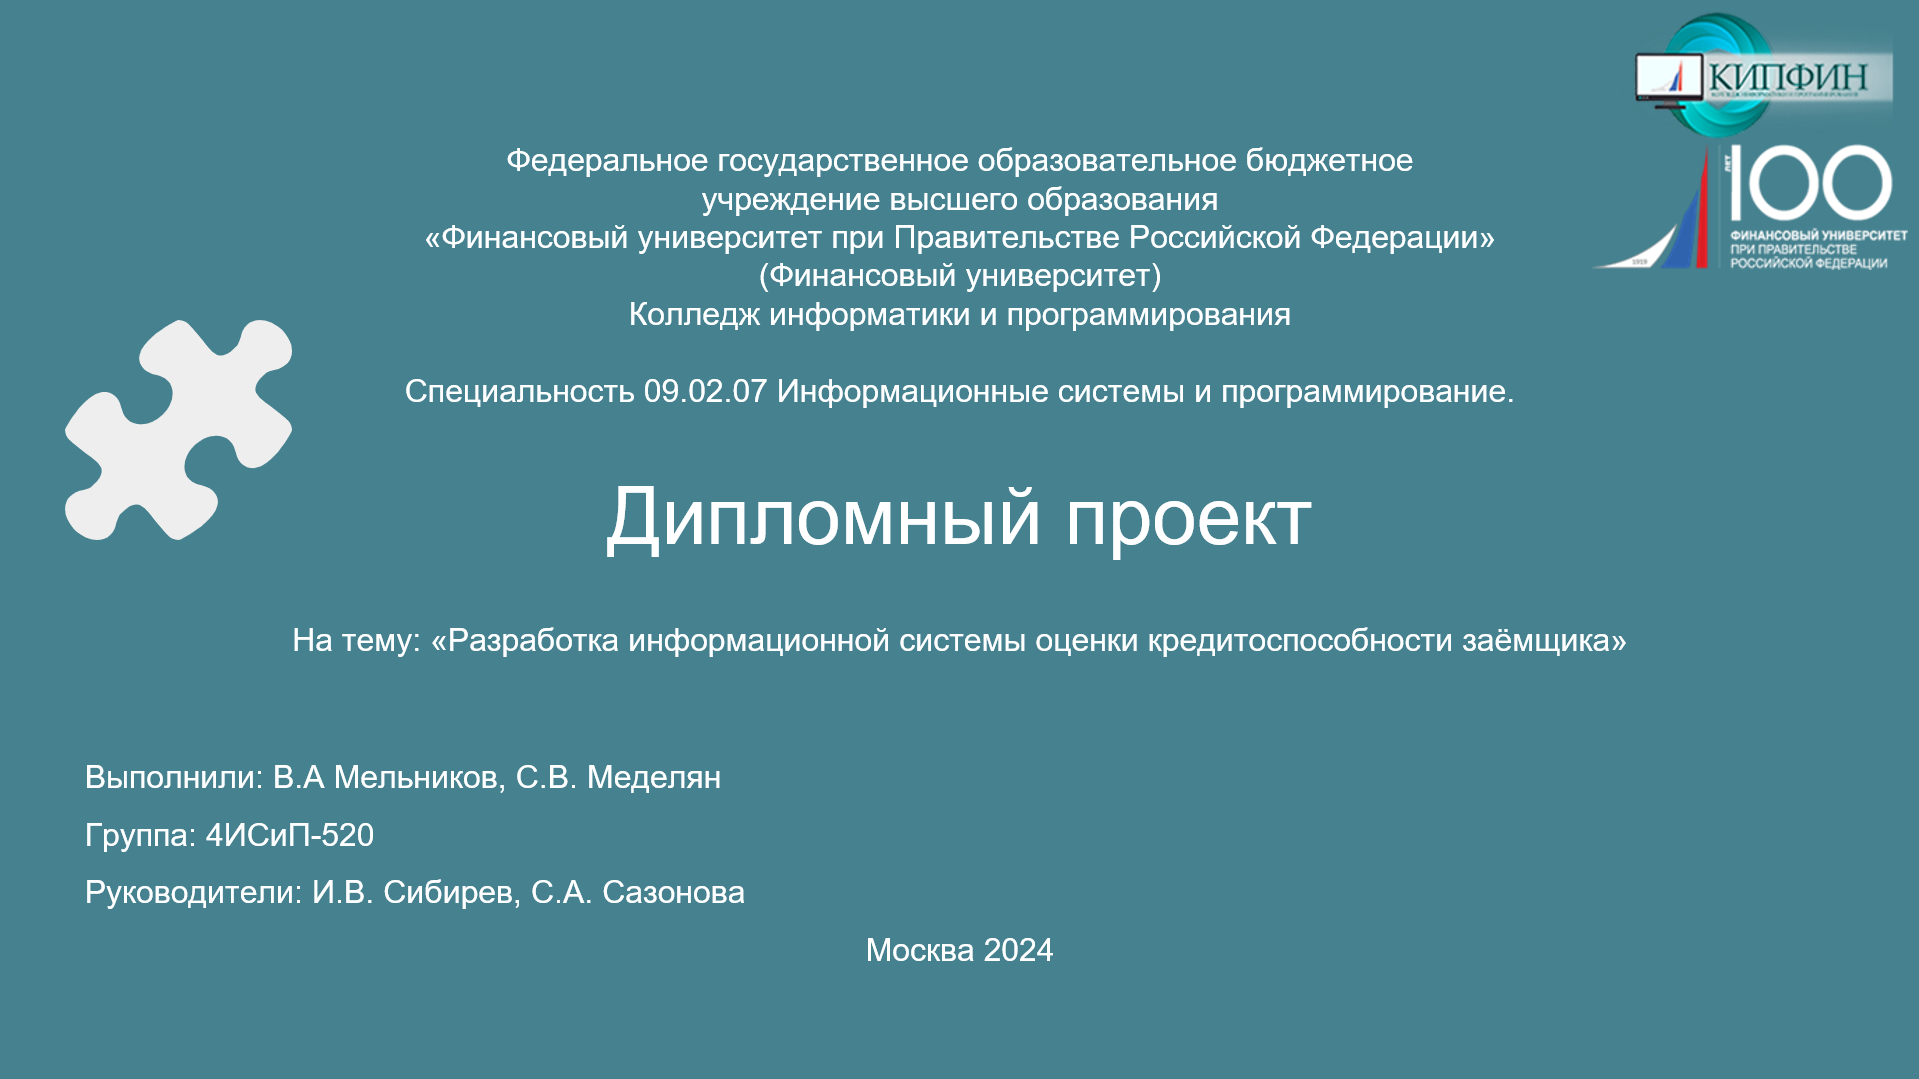 КИПФИН
Федеральное государственное образовательное бюджетное
учреждение высшего образования
«Финансовый университет при Правительстве Российской Федерации»
(Финансовый университет)
Колледж информатики и программирования
ЛЕТ
100
ФИНАНСОВЫЙ УНИВЕРСИТЕТ
ПРИ ПРАВИТЕЛЬСТВЕ
РОССИЙСКОЙ ФЕДЕРАЦИИ
1919
Специальность 09.02.07 Информационные системы и программирование.
Дипломный проект
На тему: «Разработка информационной системы оценки кредитоспособности заёмщика»
Выполнили: В.А Мельников, С.В. Меделян
Группа: 4ИСиП-520
Руководители: И.В. Сибирев, С.А. Сазонова
Москва 2024